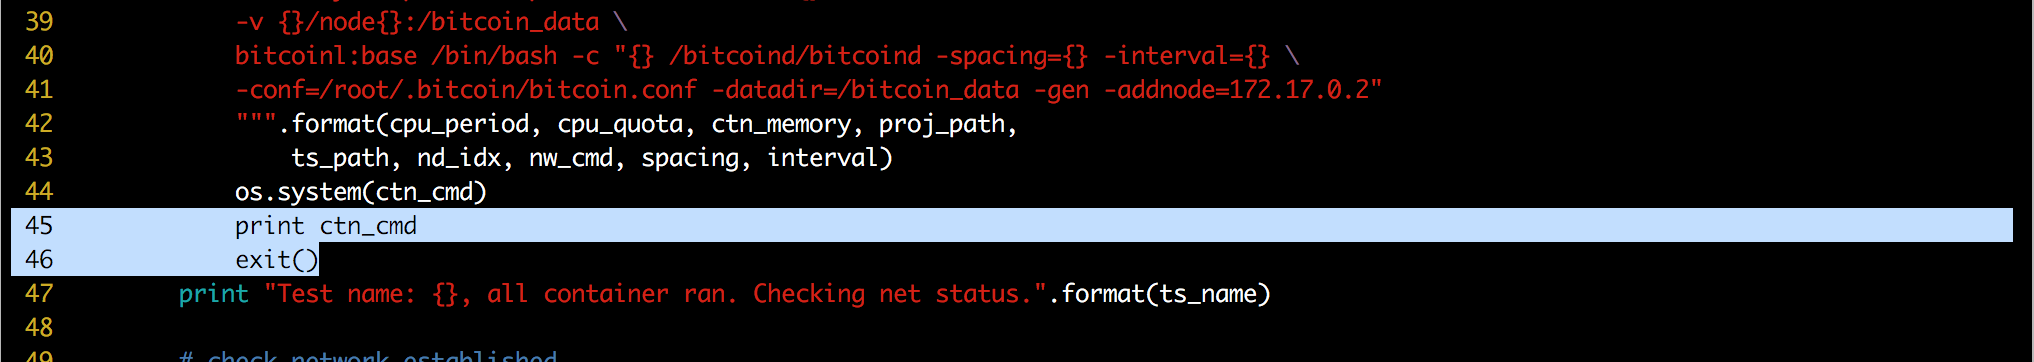 39 -v {}/node{}:/bitcoin_data \
40 bitcoinl:base /bin/bash -c "{} /bitcoind/bitcoind -spacing={} -interval={} \
41 -conf=/root/.bitcoin/bitcoin.conf -datadir=/bitcoin_data -gen -addnode=172.17.0.2"
42 """.format(cpu_period, cpu_quota, ctn_memory, proj_path,
43 ts_path, nd_idx, nw_cmd, spacing, interval)
44 os.system(ctn_cmd)
45 print ctn_cmd
46 exit()
47 print "Test name: {}, all container ran. Checking net status.".format(ts_name)
48
49 # check network established